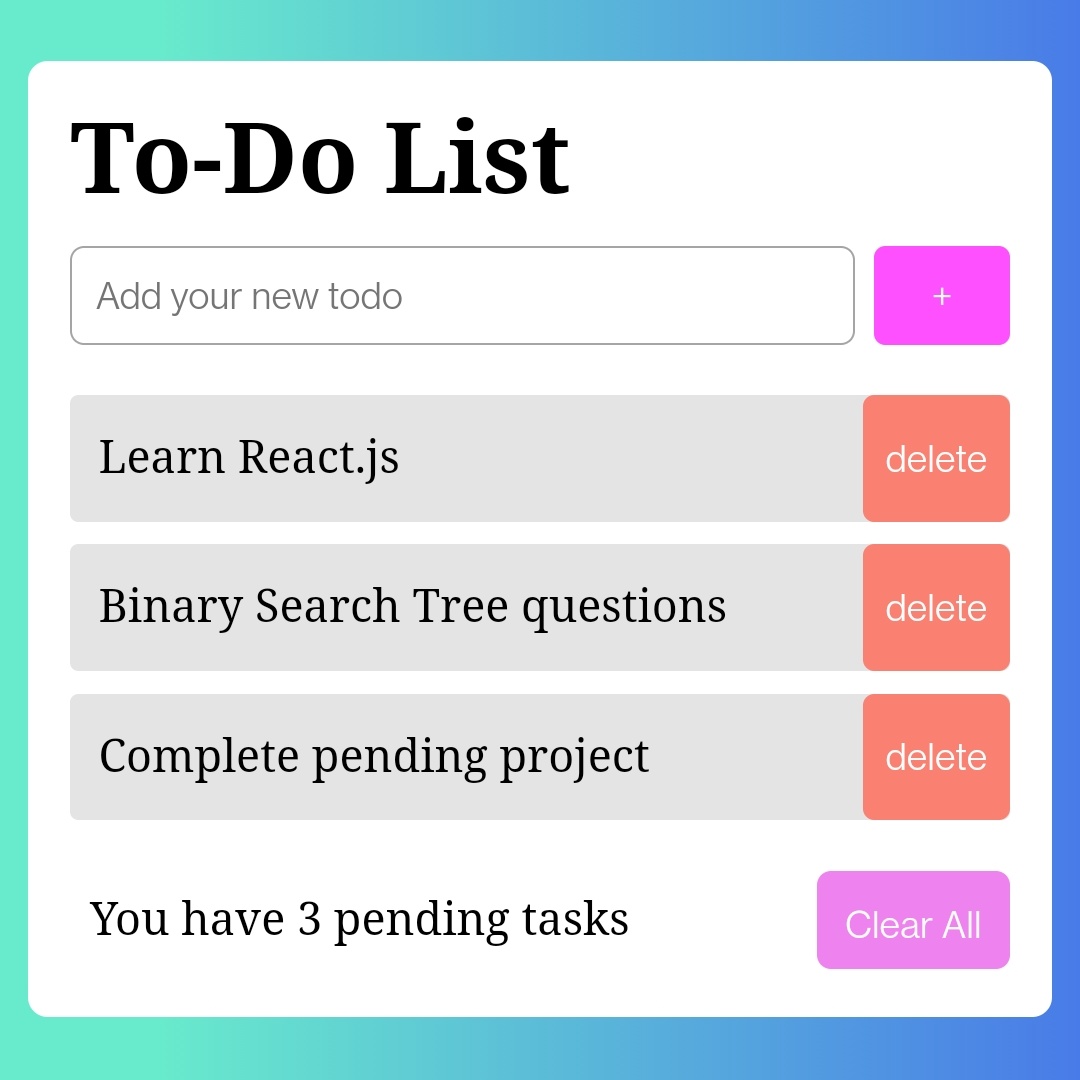 To-Do List
Add your new todo +
Learn React.js delete
Binary Search Tree questions delete
Complete pending project delete
You have 3 pending tasks Clear All